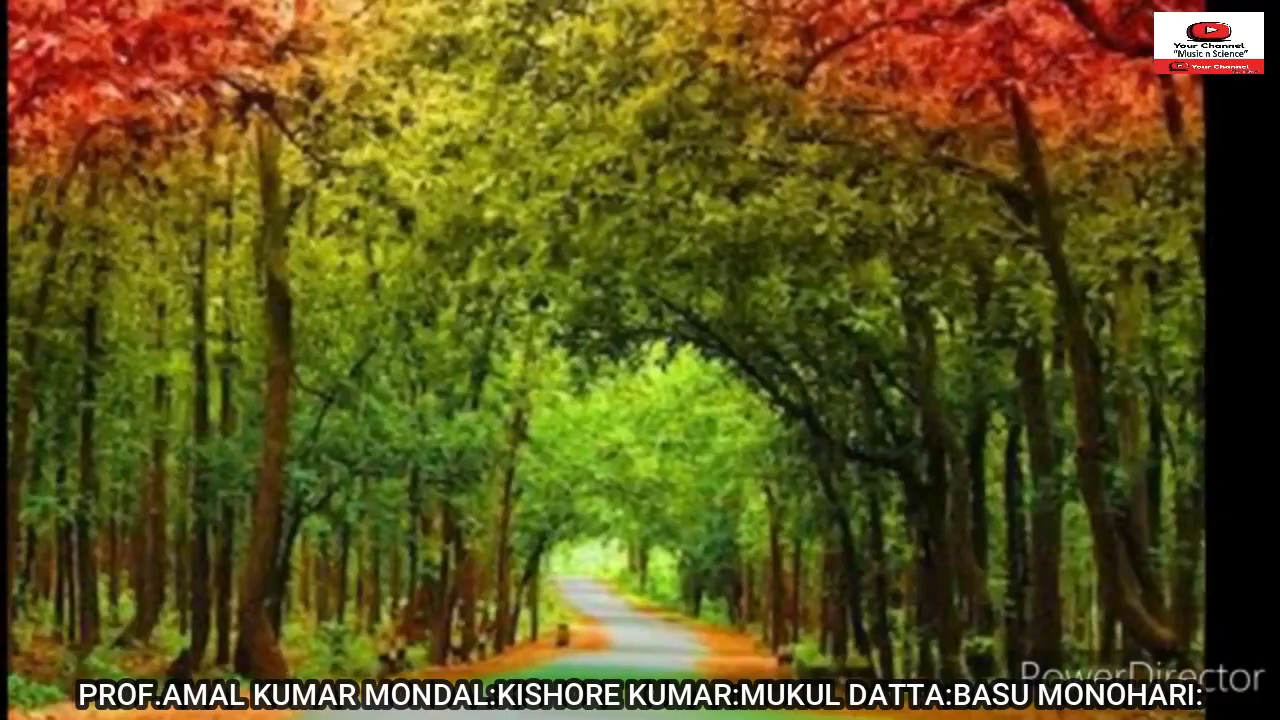 Your Channel
"Music n Science"
Your Channel
PowerDirector
PROF.AMAL KUMAR MONDAL:KISHORE KUMAR:MUKUL DATTA:BASU MONOHARI: